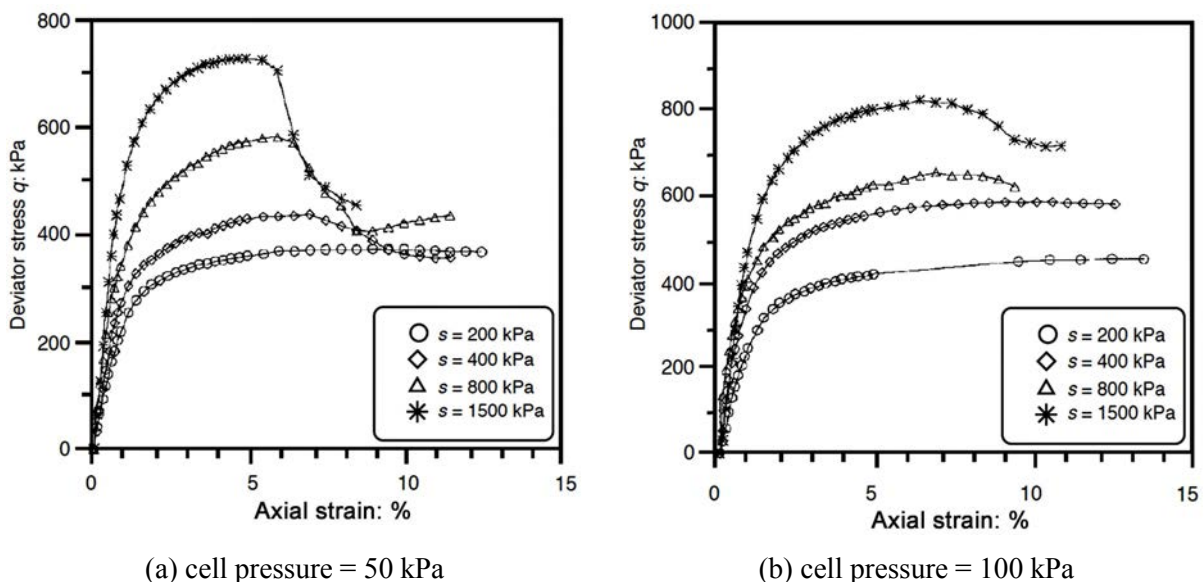 800
600
400
200
0
Deviator stress q: kPa
s = 200 kPa
s = 400 kPa
s = 800 kPa
s = 1500 kPa
0 5 10 15
Axial strain: %
(a) cell pressure = 50 kPa
1000
800
600
400
200
0
Deviator stress q: kPa
s = 200 kPa
s = 400 kPa
s = 800 kPa
s = 1500 kPa
0 5 10 15
Axial strain: %
(b) cell pressure = 100 kPa